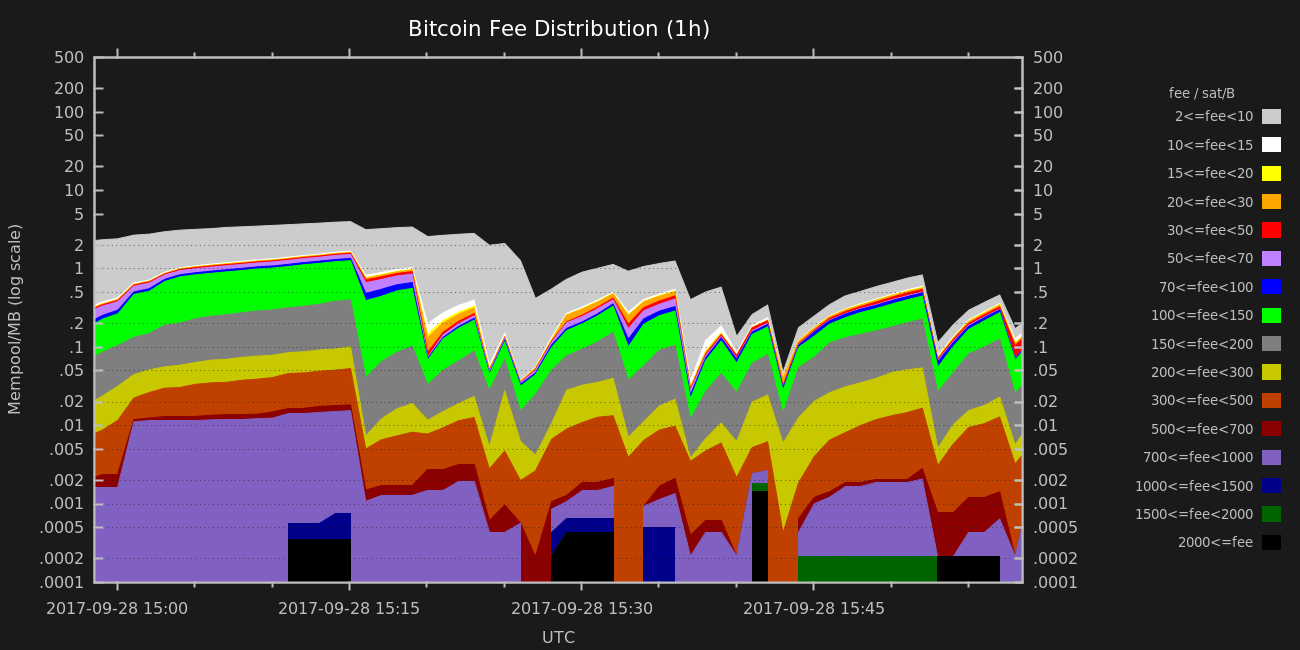 Bitcoin Fee Distribution (1h)
500 500
200 200
100 100
50 50
20 20
10 10
5 5
2 2
1 1
.5 .5
.2 .2
.1 .1
.05 .05
.02 .02
.01 .01
.005 .005
.002 .002
.001 .001
.0005 .0005
.0002 .0002
.0001 .0001
Mempool/MB (log scale)
2017-09-28 15:00 2017-09-28 15:15 2017-09-28 15:30 2017-09-28 15:45
UTC
fee / sat/B
2<=fee<10
10<=fee<15
15<=fee<20
20<=fee<30
30<=fee<50
50<=fee<70
70<=fee<100
100<=fee<150
150<=fee<200
200<=fee<300
300<=fee<500
500<=fee<700
700<=fee<1000
1000<=fee<1500
1500<=fee<2000
2000<=fee